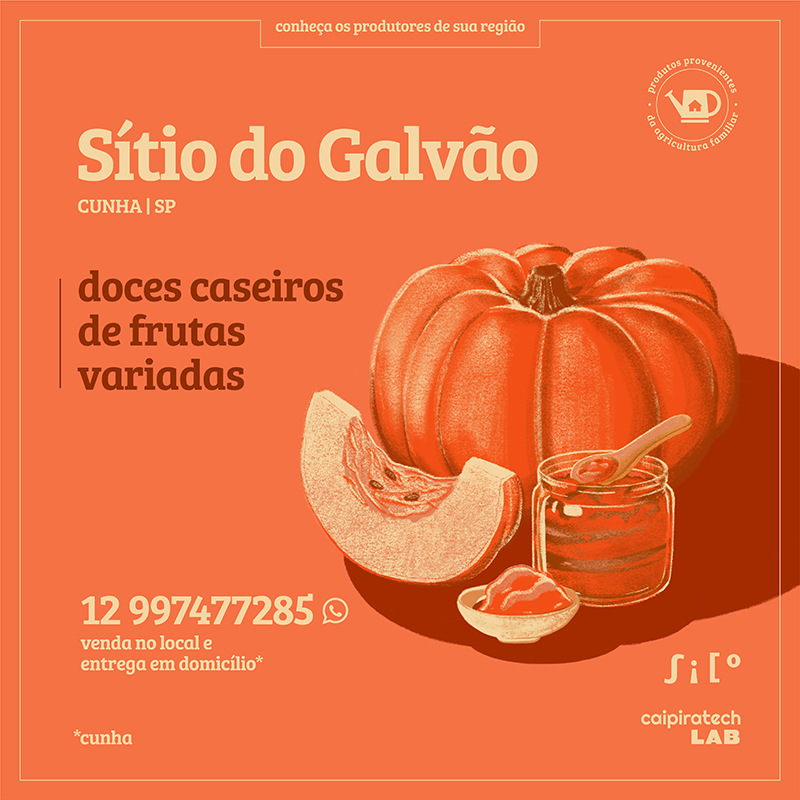 conheça os produtores de sua região
produtos provenientes
da agricultura familiar
Sítio do Galvão
CUNHA | SP
doces caseiros
de frutas
variadas
12 997477285
venda no local e
entrega em domicílio*
*cunha
silo
caipiratech
LAB